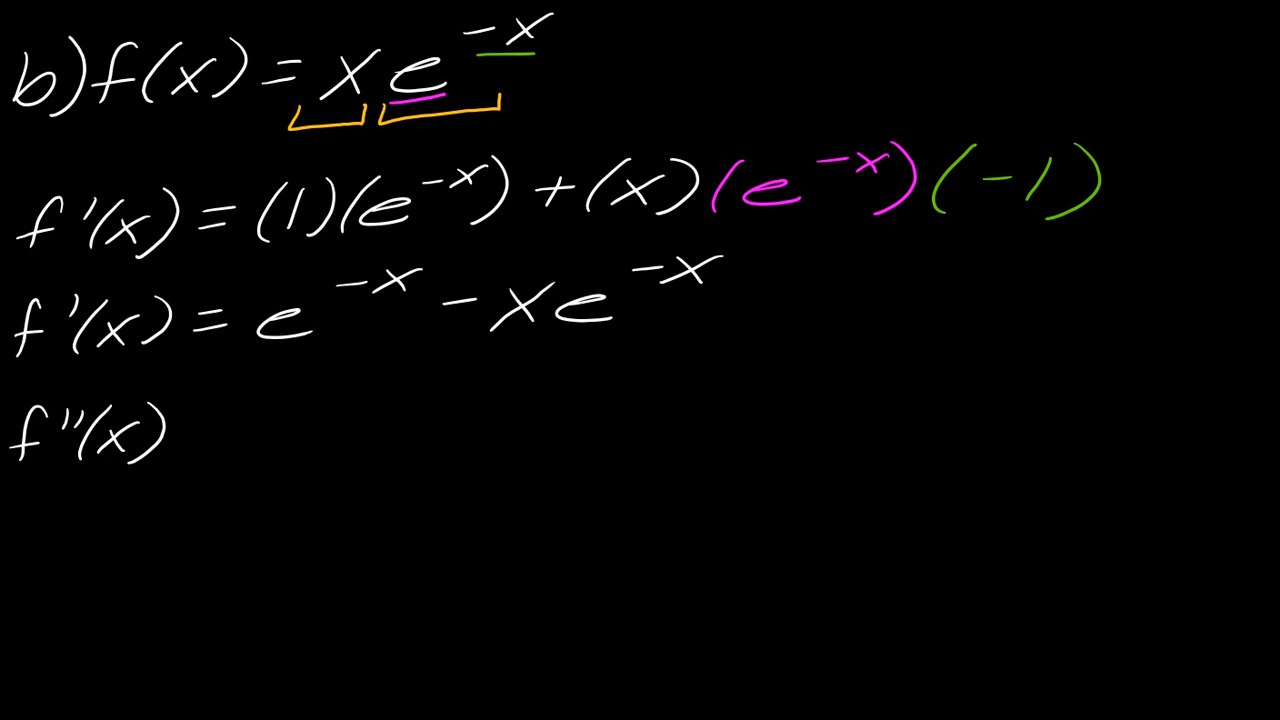 b) f(x) = xe^{-x}
f'(x) = (1)(e^{-x}) + (x)(e^{-x})(-1)
f'(x) = e^{-x} - xe^{-x}
f''(x)